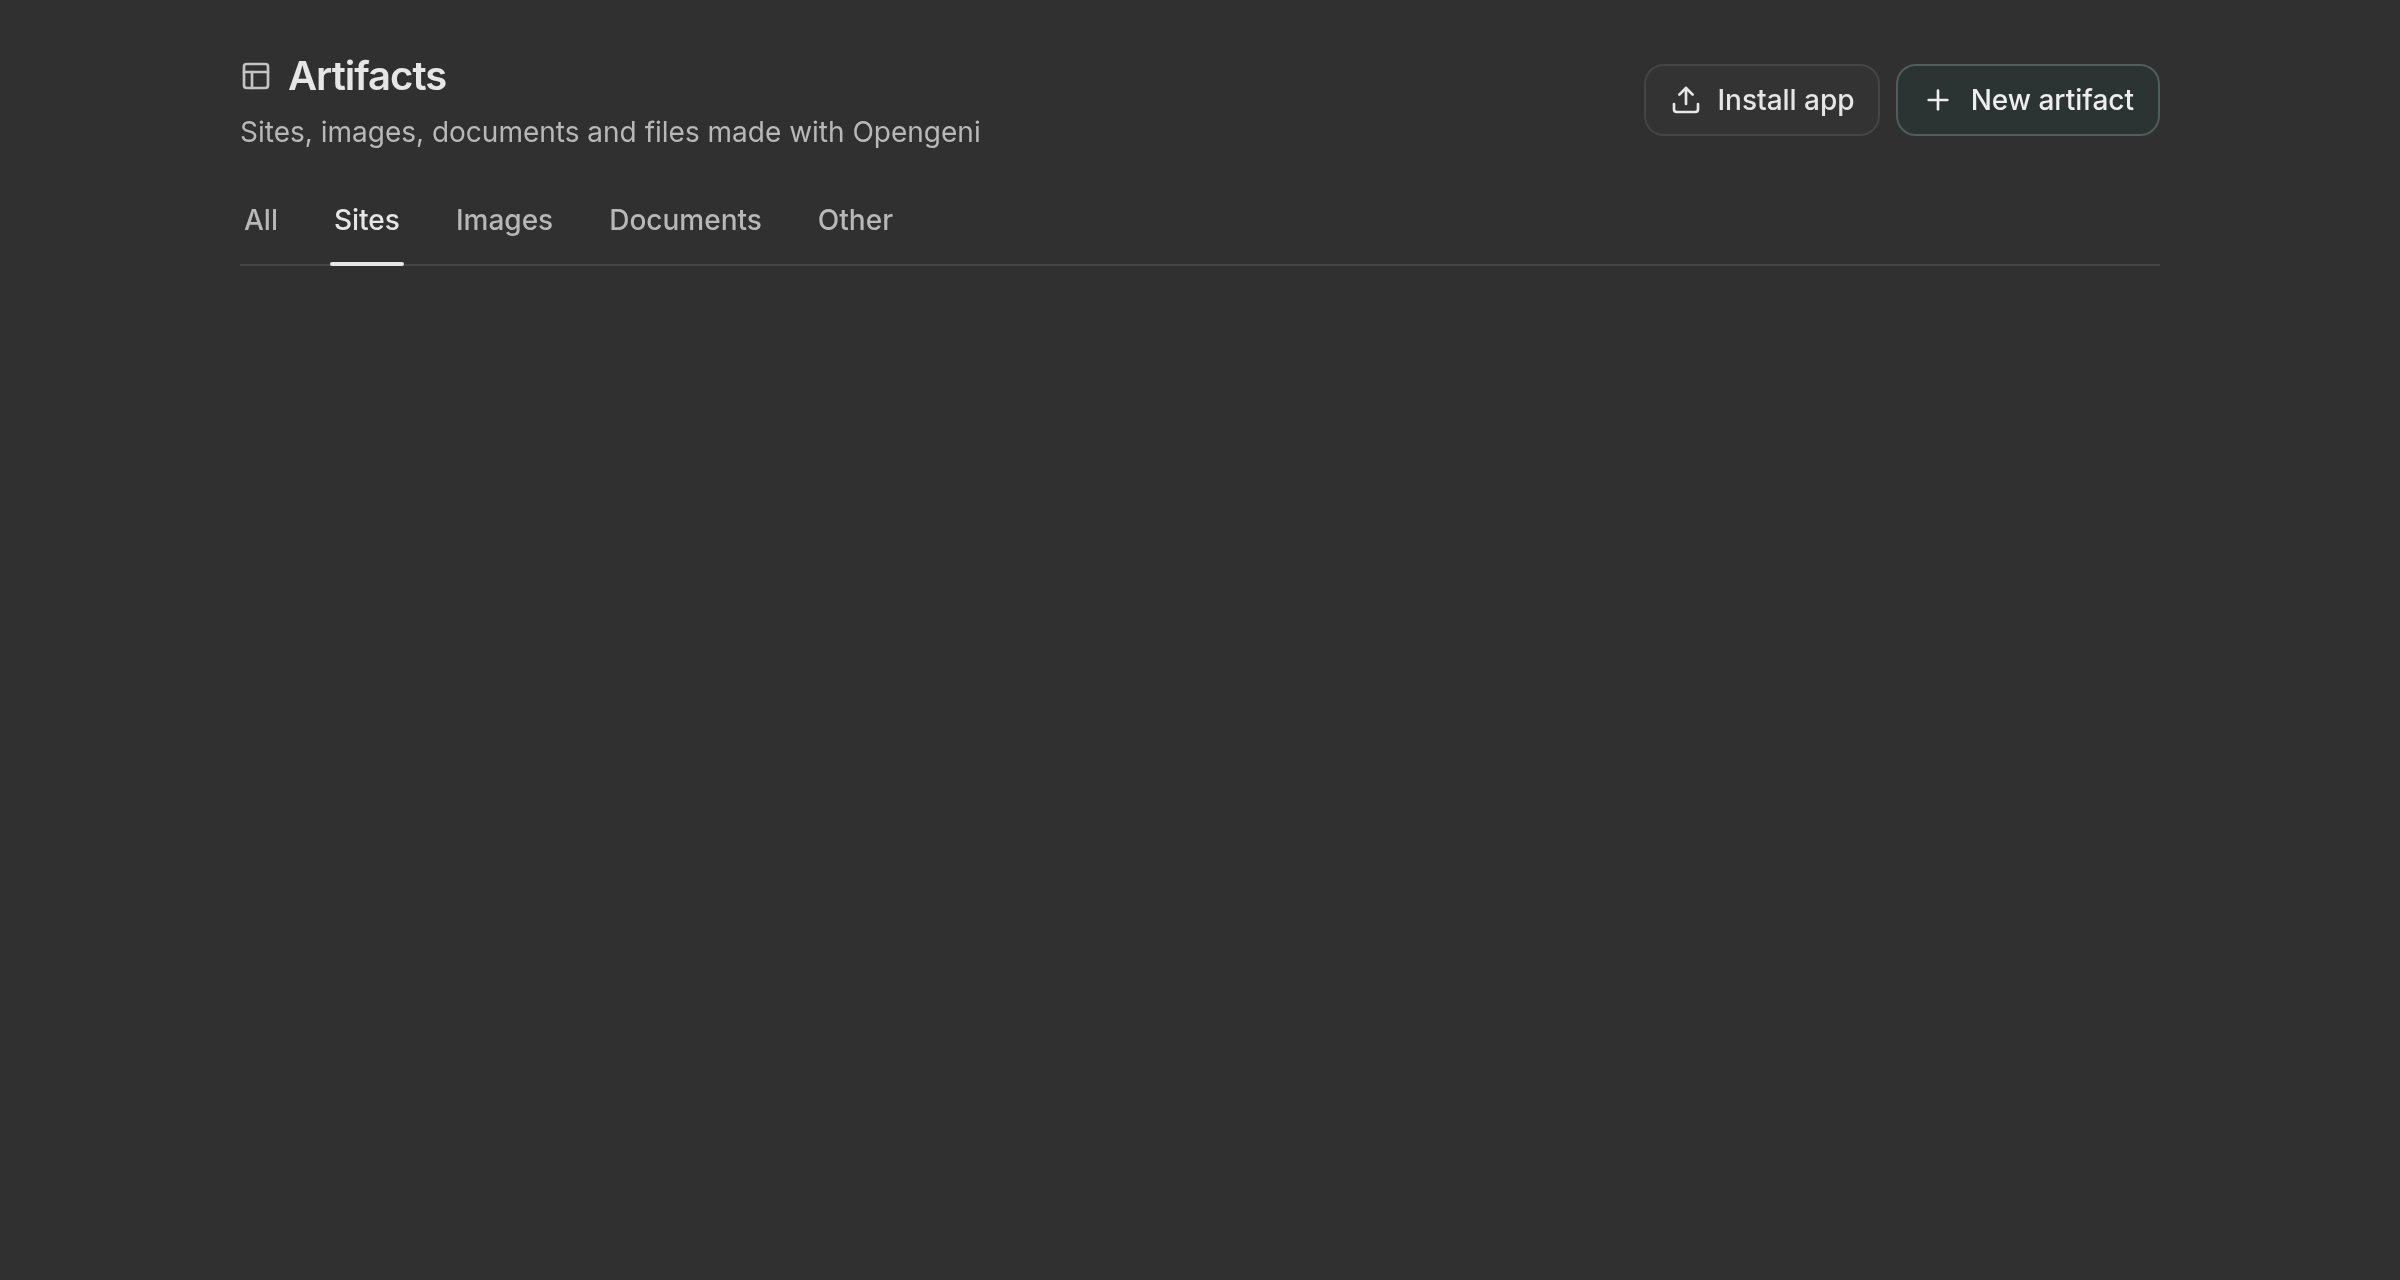 Artifacts
Sites, images, documents and files made with Opengeni
Install app
New artifact
All
Sites
Images
Documents
Other